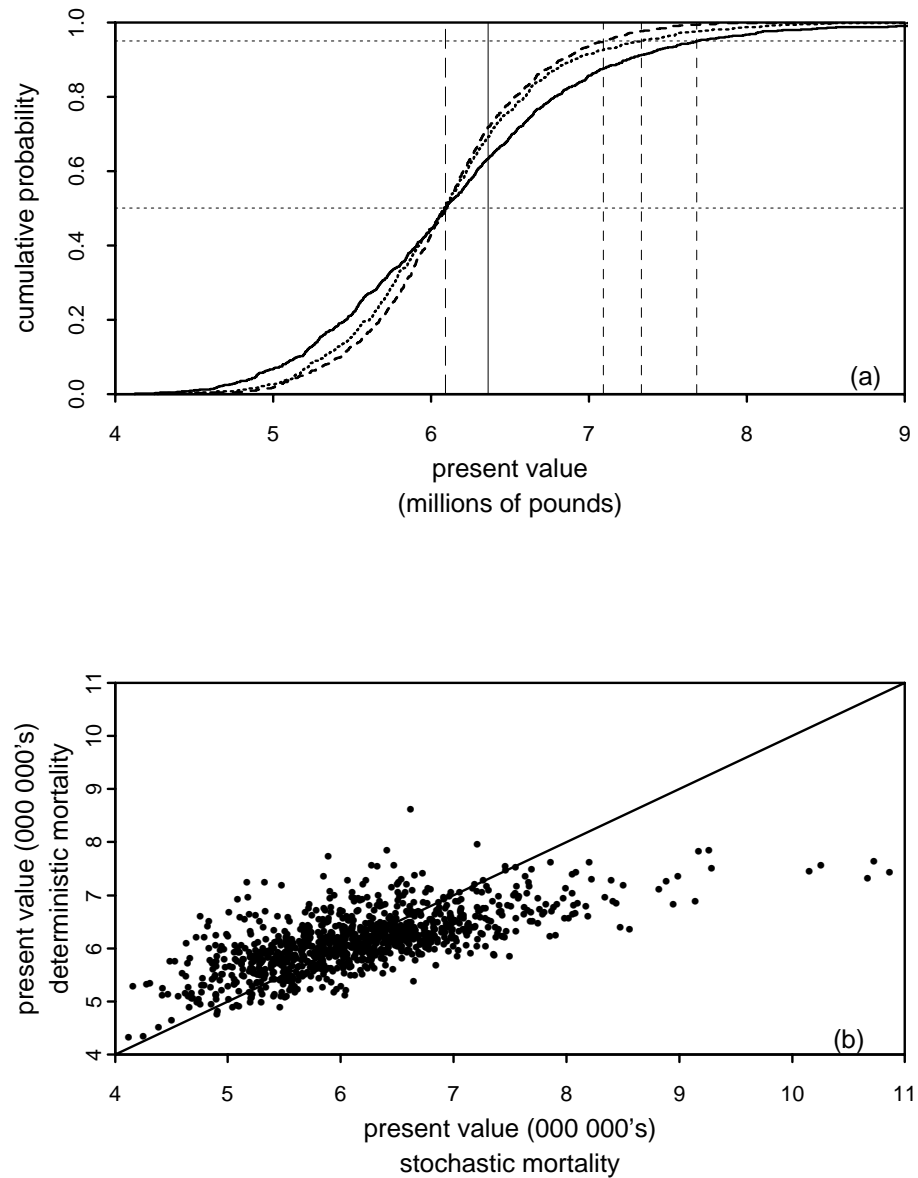 1.0
0.8
0.6
0.4
0.2
0.0
cumulative probability
(a)
4 5 6 7 8 9
present value
(millions of pounds)
11
10
9
8
7
6
5
4
present value (000 000's)
deterministic mortality
(b)
4 5 6 7 8 9 10 11
present value (000 000's)
stochastic mortality